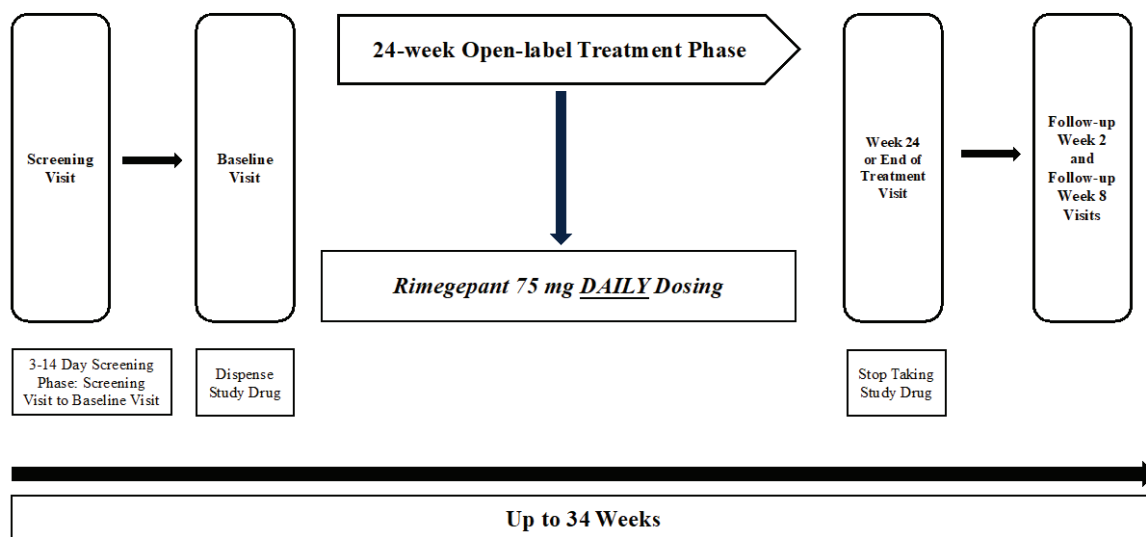 24-week Open-label Treatment Phase
Screening
Visit
Baseline
Visit
Week 24
or End of
Treatment
Visit
Follow-up
Week 2
and
Follow-up
Week 8
Visits
Rimegepant 75 mg DAILY Dosing
3-14 Day Screening
Phase: Screening
Visit to Baseline Visit
Dispense
Study Drug
Stop Taking
Study Drug
Up to 34 Weeks